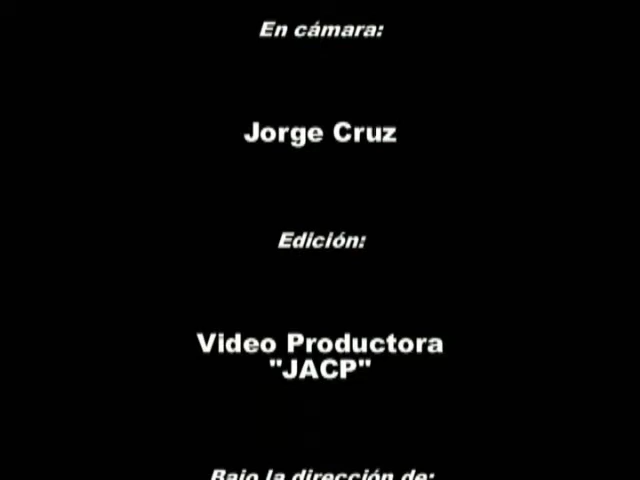 En cámara:
Jorge Cruz
Edición:
Video Productora
"JACP"
Bajo la dirección de: